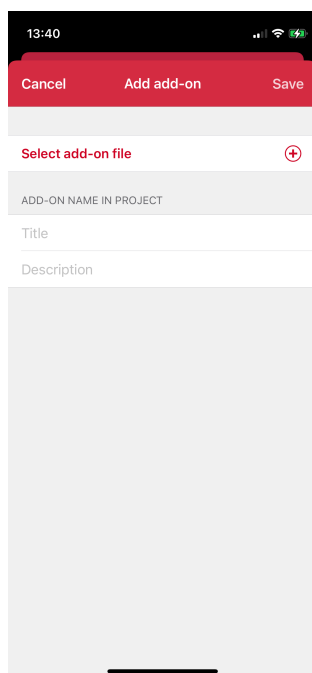 13:40
Cancel Add add-on Save
Select add-on file
ADD-ON NAME IN PROJECT
Title
Description